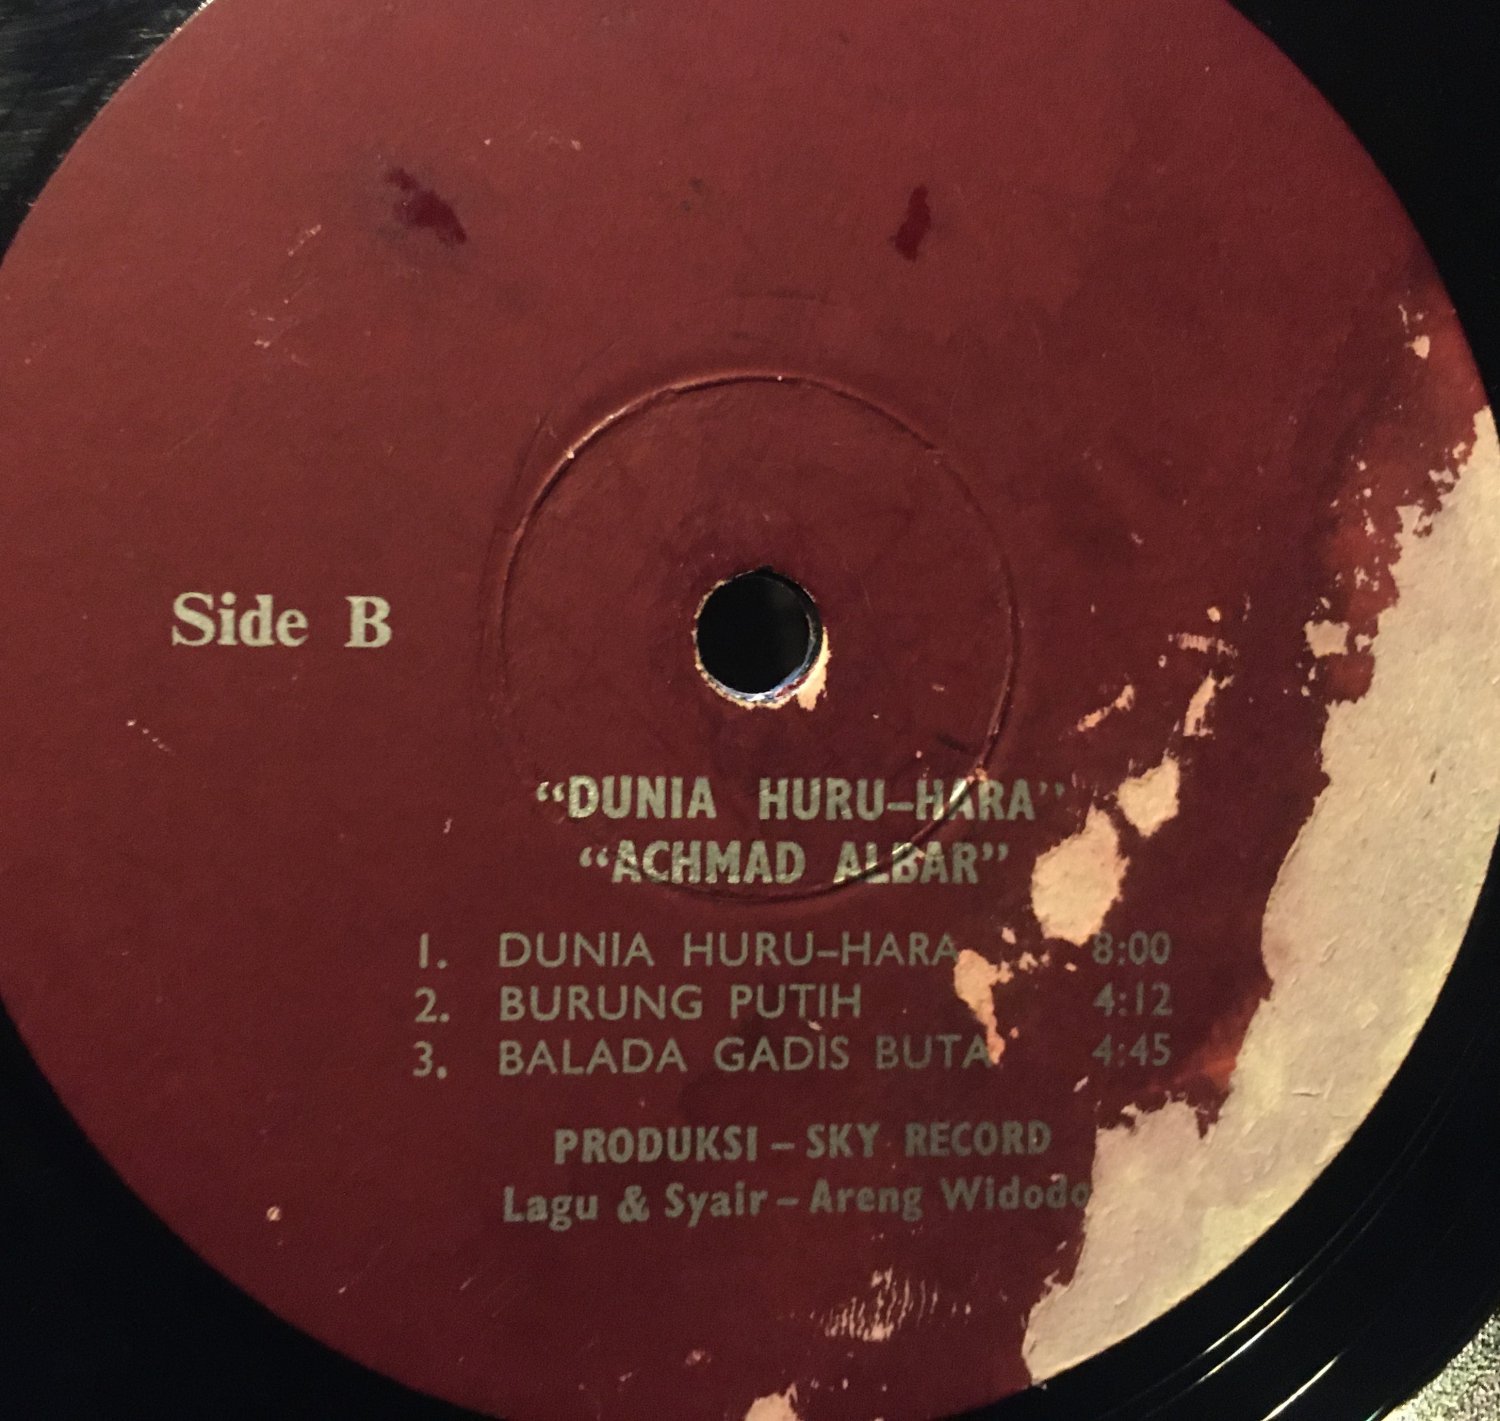 Side B
“DUNIA HURU–HARA”
“ACHMAD ALBAR”
1. DUNIA HURU–HARA 8:00
2. BURUNG PUTIH 4:12
3. BALADA GADIS BUTA 4:45
PRODUKSI – SKY RECORD
Lagu & Syair – Areng Widodo